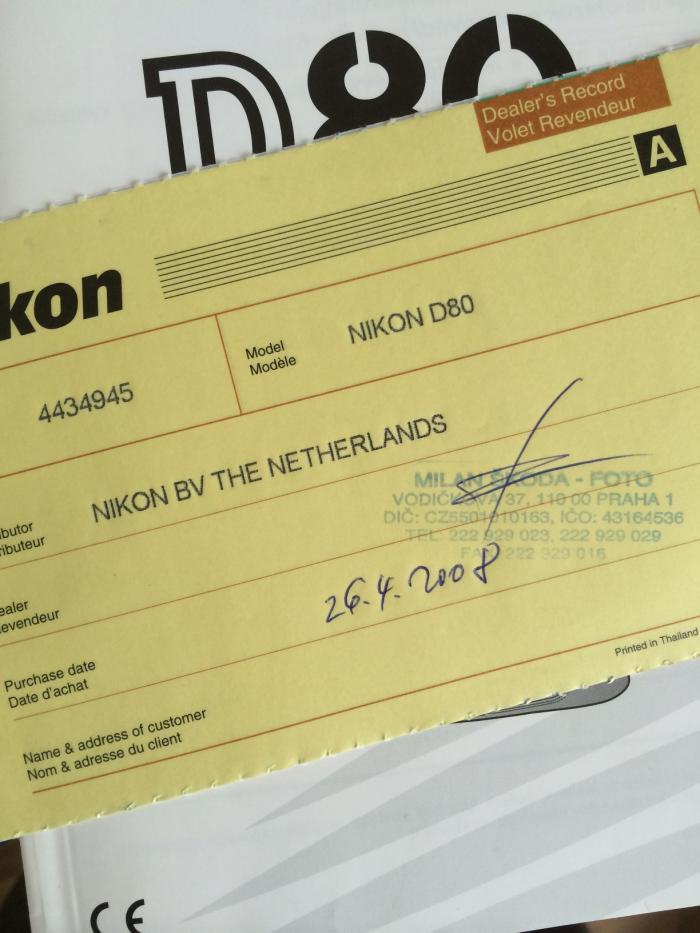 D80
Dealer's Record
Volet Revendeur
A
kon
4434945
Model
Modèle
NIKON D80
NIKON BV THE NETHERLANDS
butor
ributeur
MILAN ŠKODA - FOTO
VODIČKOVA 37, 110 00 PRAHA 1
DIČ: CZ5501010163, IČO: 43164536
TEL: 222 929 023, 222 929 029
FAX 222 929 016
ealer
evendeur
26.4.2008
Purchase date
Date d'achat
Printed in Thailand
Name & address of customer
Nom & adresse du client
CE